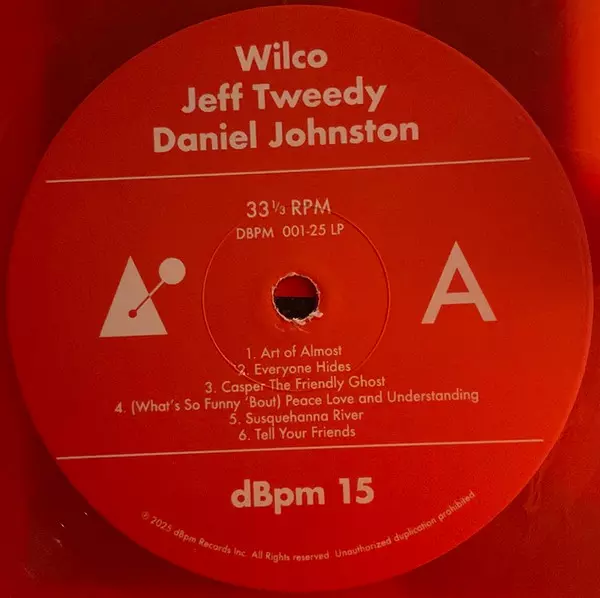 Wilco
Jeff Tweedy
Daniel Johnston
33 ⅓ RPM
DBPM 001-25 LP
A
1. Art of Almost
2. Everyone Hides
3. Casper The Friendly Ghost
4. (What's So Funny 'Bout) Peace Love and Understanding
5. Susquehanna River
6. Tell Your Friends
dBpm 15
℗ 2025 dBpm Records Inc. All Rights reserved Unauthorized duplication prohibited.